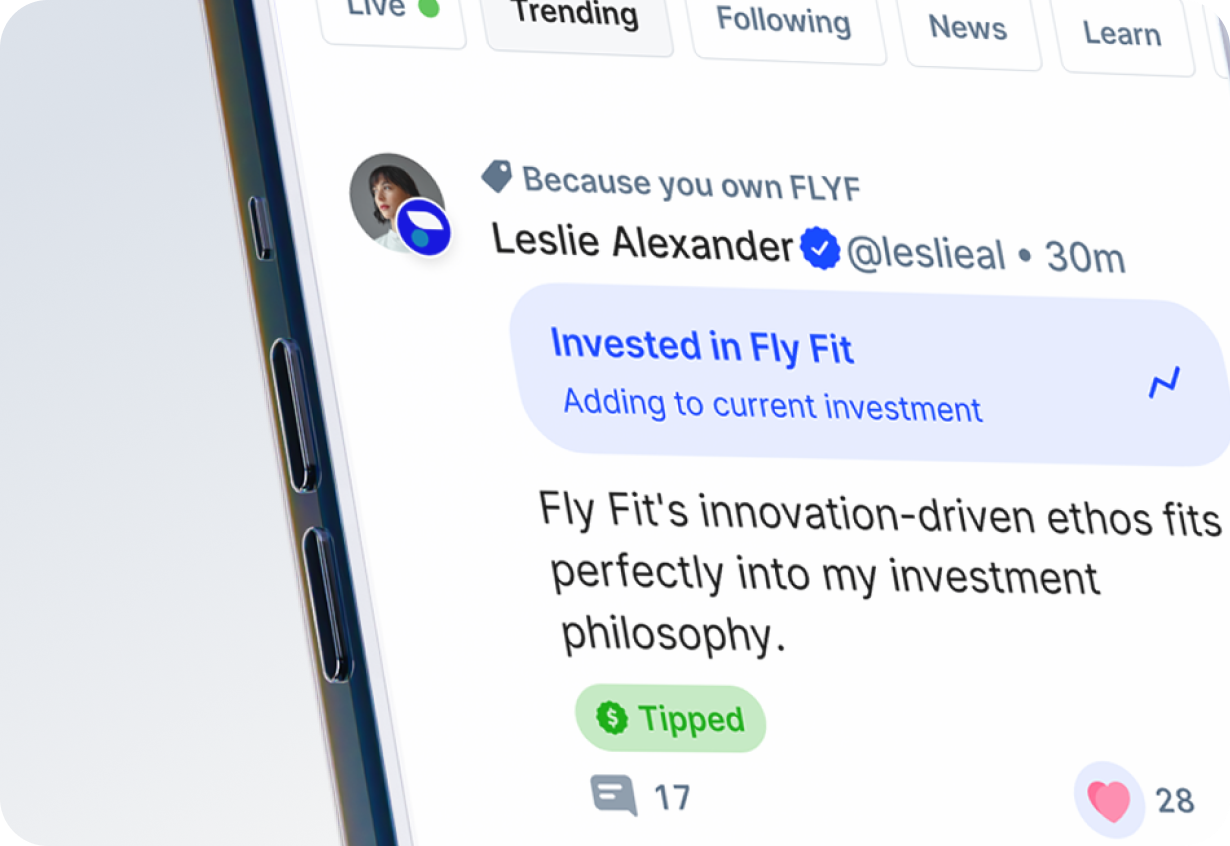 Live
Trending
Following
News
Learn
Because you own FLYF
Leslie Alexander @leslieal • 30m
Invested in Fly Fit
Adding to current investment
Fly Fit's innovation-driven ethos fits
perfectly into my investment
philosophy.
$ Tipped
17
28